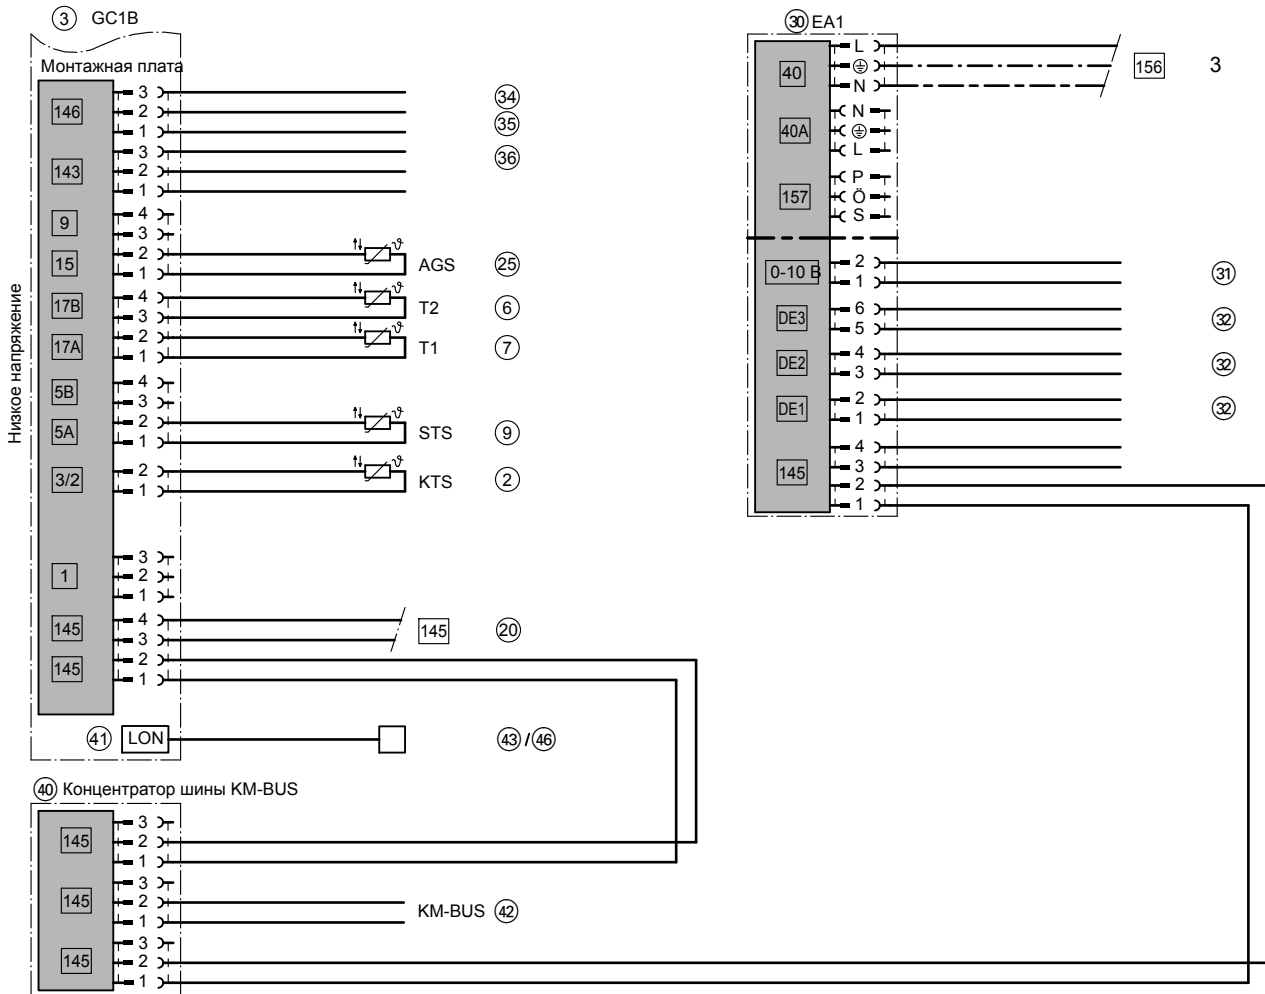 3 GC1B
Монтажная плата
Низкое напряжение
146
3
2
1
34
35
143
3
2
1
36
9
4
3
15
2
1
AGS 25
17B
4
3
T2 6
17A
2
1
T1 7
5B
4
3
5A
2
1
STS 9
3/2
2
1
KTS 2
1
3
2
1
145
4
3
145 20
145
2
1
41 LON 43 / 46
40 Концентратор шины KM-BUS
145
3
2
1
145
3
2
1
KM-BUS 42
145
3
2
1
30 EA1
40
L
N
156 3
40A
N
L
157
P
Ö
S
0-10 В
2
1
31
DE3
6
5
32
DE2
4
3
32
DE1
2
1
32
145
4
3
2
1